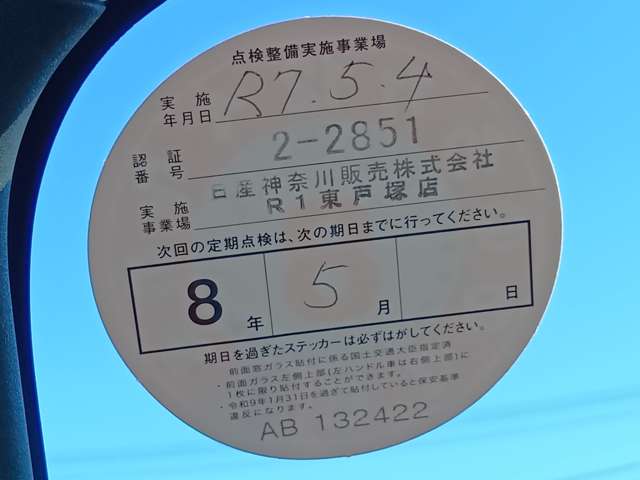 点検整備実施事業場
実施年月日 R7.5.4
認証番号 2-2851
実施事業場 日産神奈川販売株式会社
R1東戸塚店
次回の定期点検は、次の期日までに行ってください。
8年 5月 日
期日を過ぎたステッカーは必ずはがしてください。
前面窓ガラス貼付に係る国土交通大臣指定済
・前面ガラス左側上部(左ハンドル車は右側上部)に
1枚に限り貼付することができます。
・令和9年1月31日を過ぎて貼付していると保安基準
違反になります。
AB 132422